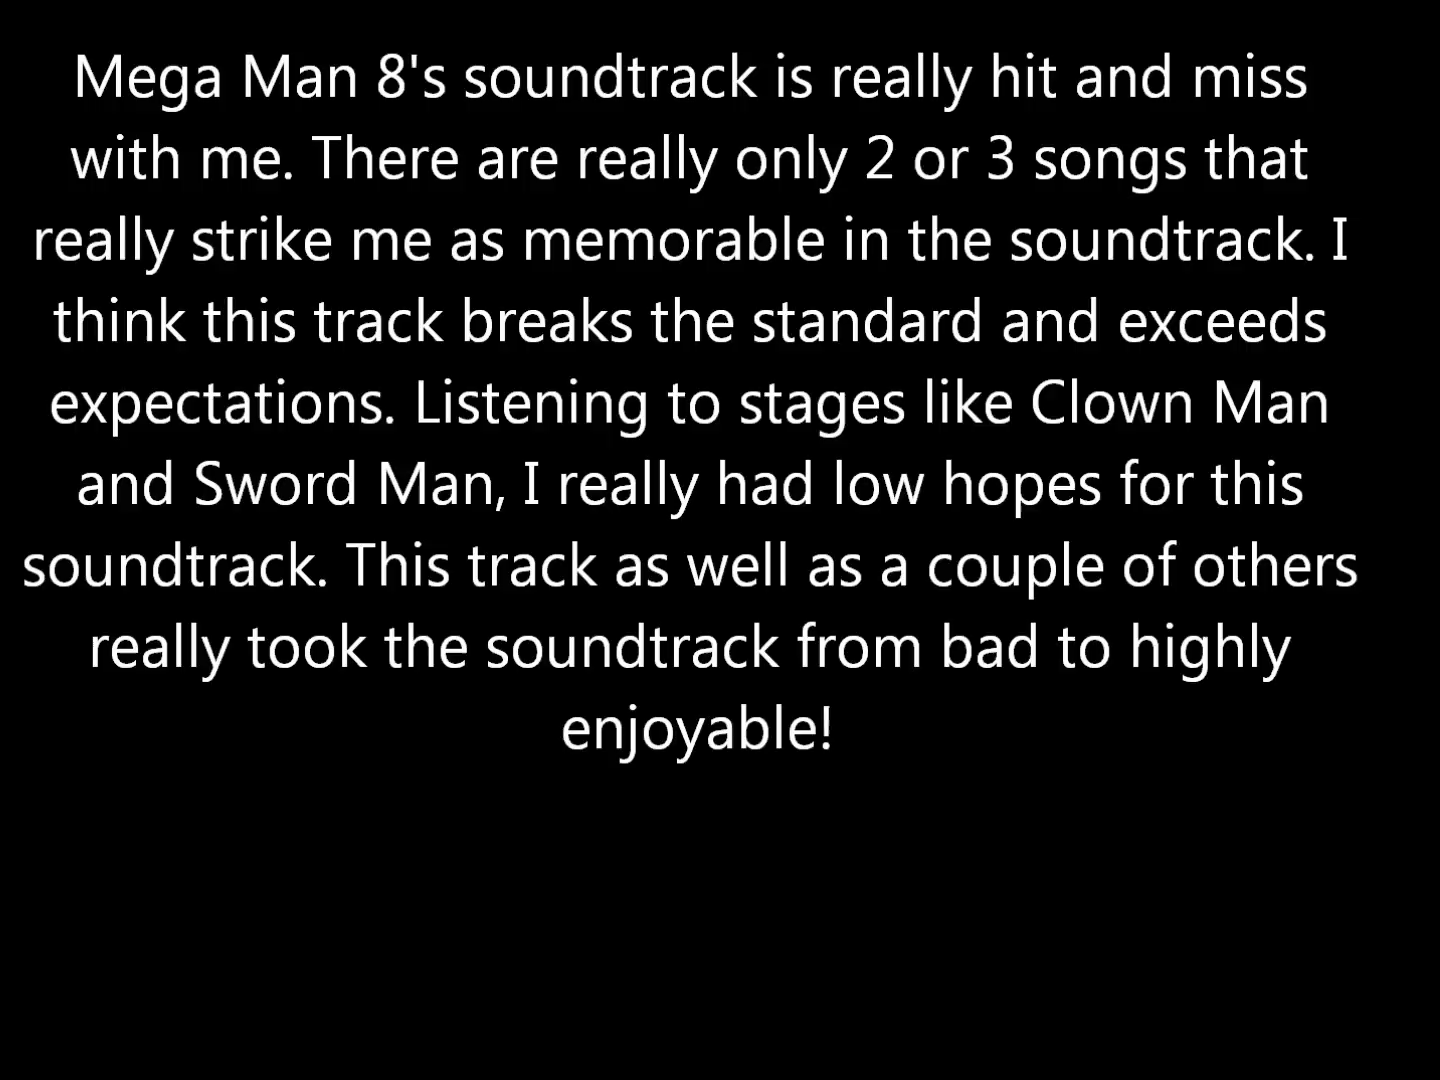 Mega Man 8's soundtrack is really hit and miss
with me. There are really only 2 or 3 songs that
really strike me as memorable in the soundtrack. I
think this track breaks the standard and exceeds
expectations. Listening to stages like Clown Man
and Sword Man, I really had low hopes for this
soundtrack. This track as well as a couple of others
really took the soundtrack from bad to highly
enjoyable!